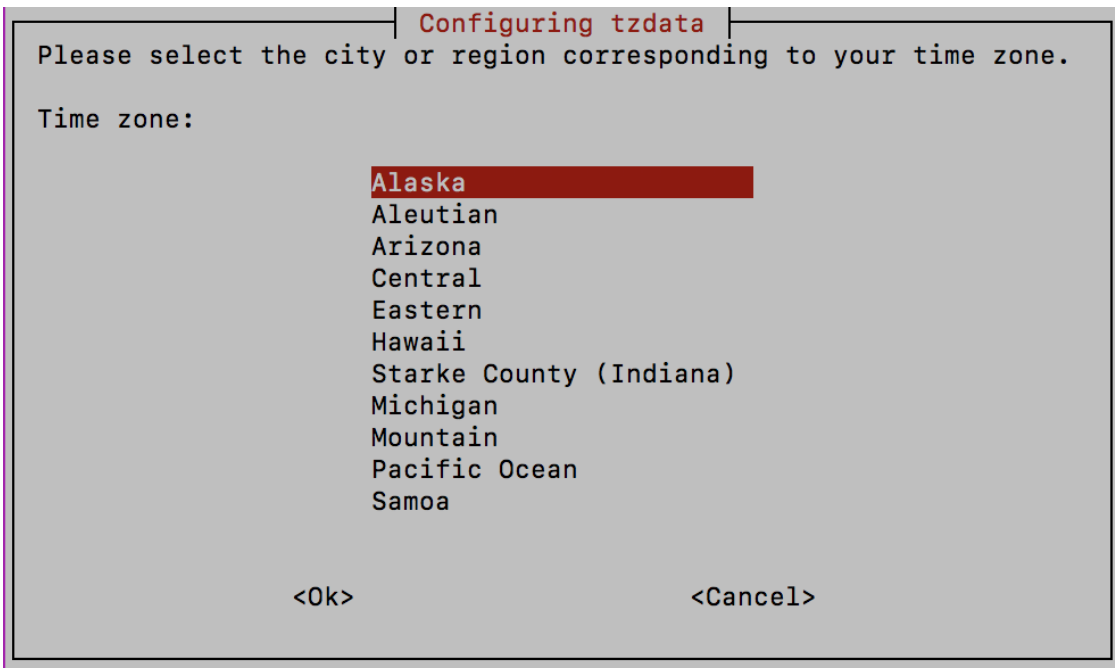 Configuring tzdata
Please select the city or region corresponding to your time zone.
Time zone:
Alaska
Aleutian
Arizona
Central
Eastern
Hawaii
Starke County (Indiana)
Michigan
Mountain
Pacific Ocean
Samoa
<Ok> <Cancel>